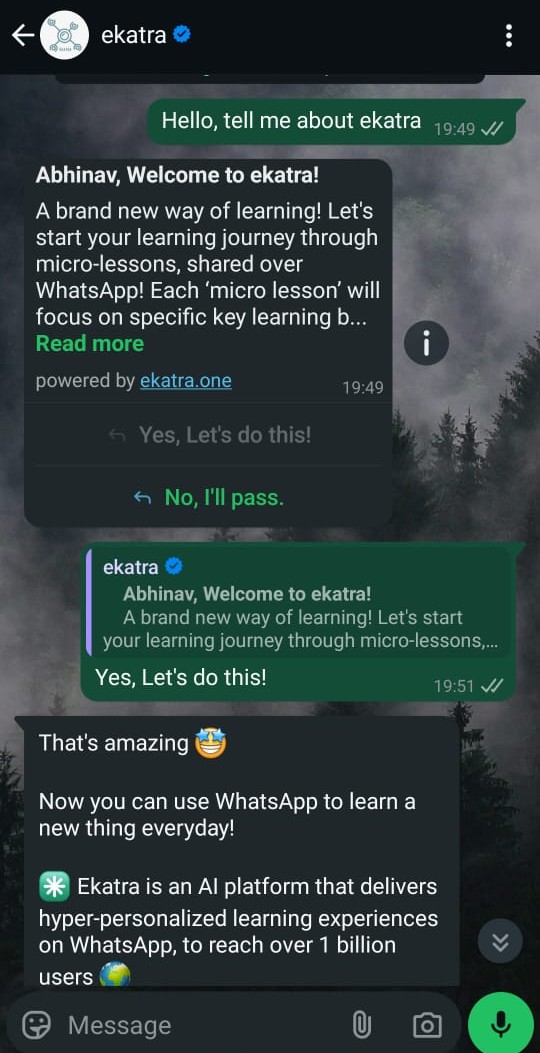 ekatra
Hello, tell me about ekatra 19:49
Abhinav, Welcome to ekatra!
A brand new way of learning! Let's
start your learning journey through
micro-lessons, shared over
WhatsApp! Each ‘micro lesson’ will
focus on specific key learning b...
Read more
powered by ekatra.one 19:49
Yes, Let's do this!
No, I'll pass.
ekatra
Abhinav, Welcome to ekatra!
A brand new way of learning! Let's start
your learning journey through micro-lessons,...
Yes, Let's do this! 19:51
That's amazing 🤩
Now you can use WhatsApp to learn a
new thing everyday!
✳️ Ekatra is an AI platform that delivers
hyper-personalized learning experiences
on WhatsApp, to reach over 1 billion
users 🌍
Message